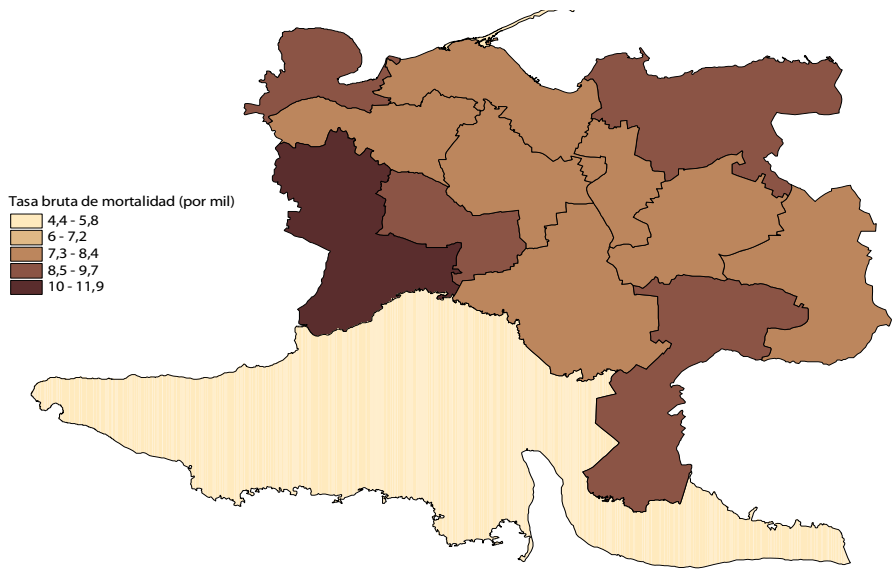 Tasa bruta de mortalidad (por mil)
4,4 - 5,8
6 - 7,2
7,3 - 8,4
8,5 - 9,7
10 - 11,9